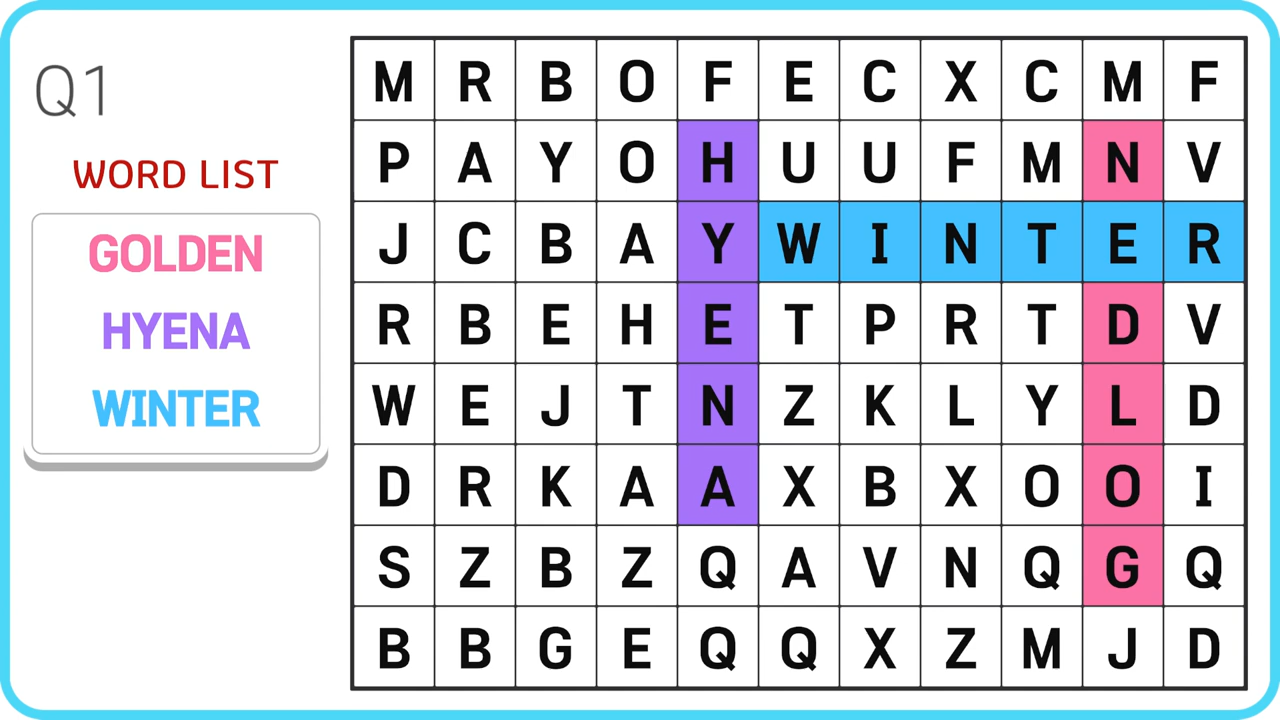 Q1
WORD LIST
GOLDEN
HYENA
WINTER
M R B O F E C X C M F
P A Y O H U U F M N V
J C B A Y W I N T E R
R B E H E T P R T D V
W E J T N Z K L Y L D
D R K A A X B X O O I
S Z B Z Q A V N Q G Q
B B G E Q Q X Z M J D